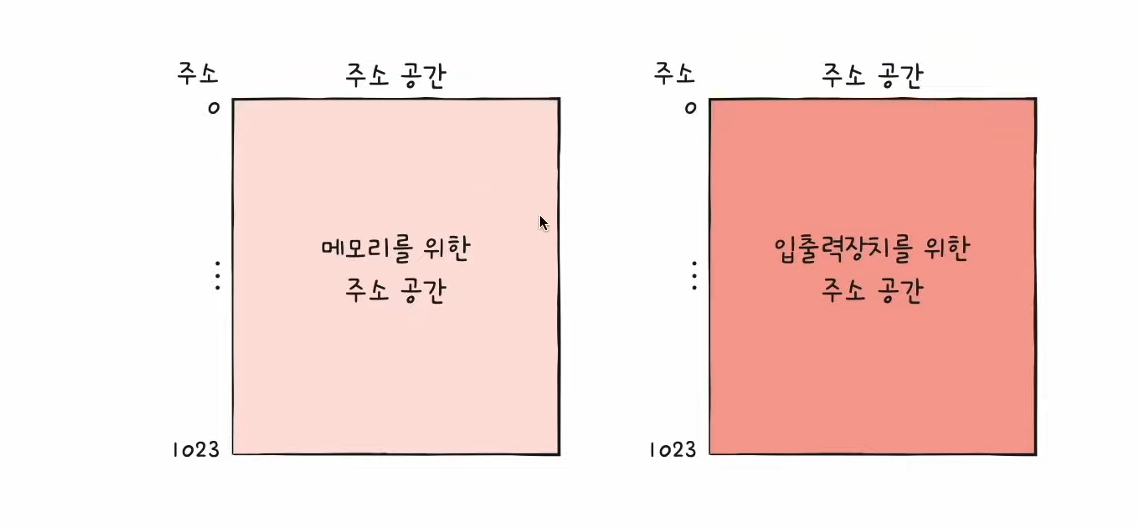 주소
주소 공간
0
메모리를 위한
주소 공간
⋮
1023
주소
주소 공간
0
입출력장치를 위한
주소 공간
⋮
1023